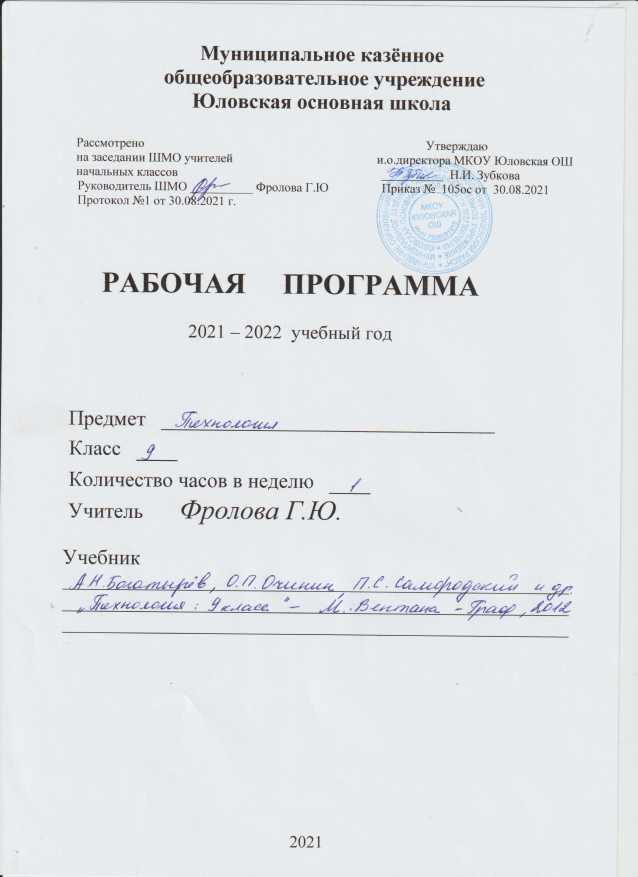 Муниципальное казённое
общеобразовательное учреждение
Юловская основная школа
Рассмотрено
на заседании ШМО учителей
начальных классов
Руководитель ШМО Фролова Г.Ю
Протокол №1 от 30.08.2021 г.
Утверждаю
и.о.директора МКОУ Юловская ОШ
Н.И. Зубкова
Приказ № 105ос от 30.08.2021
МКОУ
ЮЛОВСКАЯ
ОШ
РАБОЧАЯ ПРОГРАММА
2021 – 2022 учебный год
Предмет Технология
Класс 9
Количество часов в неделю 1
Учитель Фролова Г.Ю.
Учебник
А.Н.Богатырёв, О.П.Очинин, П.С.Самородский и др
„Технология: 9 класс" – М.:Вентана - Граф, 2012
2021